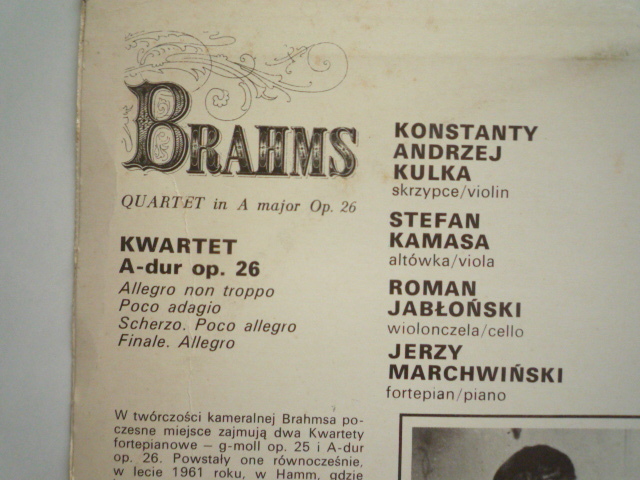 BRAHMS
QUARTET in A major Op. 26
KWARTET
A-dur op. 26
Allegro non troppo
Poco adagio
Scherzo. Poco allegro
Finale. Allegro
W twórczości kameralnej Brahmsa po-
czesne miejsce zajmują dwa Kwartety
fortepianowe – g-moll op. 25 i A-dur
op. 26. Powstały one równocześnie,
w lecie 1961 roku, w Hamm, gdzie
KONSTANTY
ANDRZEJ
KULKA
skrzypce/violin
STEFAN
KAMASA
altówka/viola
ROMAN
JABŁOŃSKI
wiolonczela/cello
JERZY
MARCHWIŃSKI
fortepian/piano